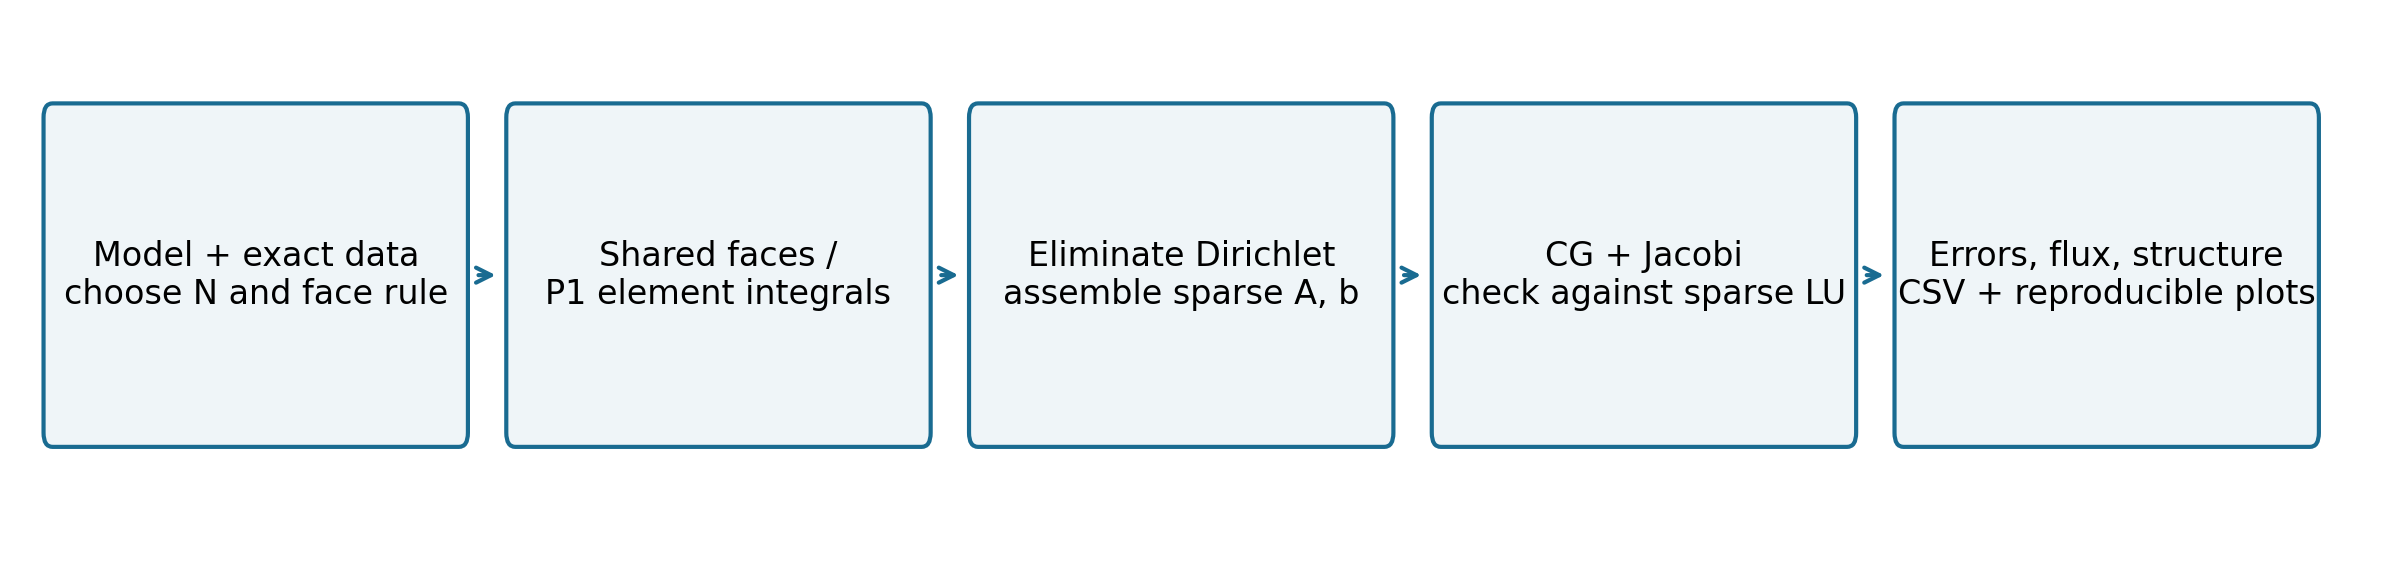 Model + exact data
choose N and face rule
Shared faces /
P1 element integrals
Eliminate Dirichlet
assemble sparse A, b
CG + Jacobi
check against sparse LU
Errors, flux, structure
CSV + reproducible plots